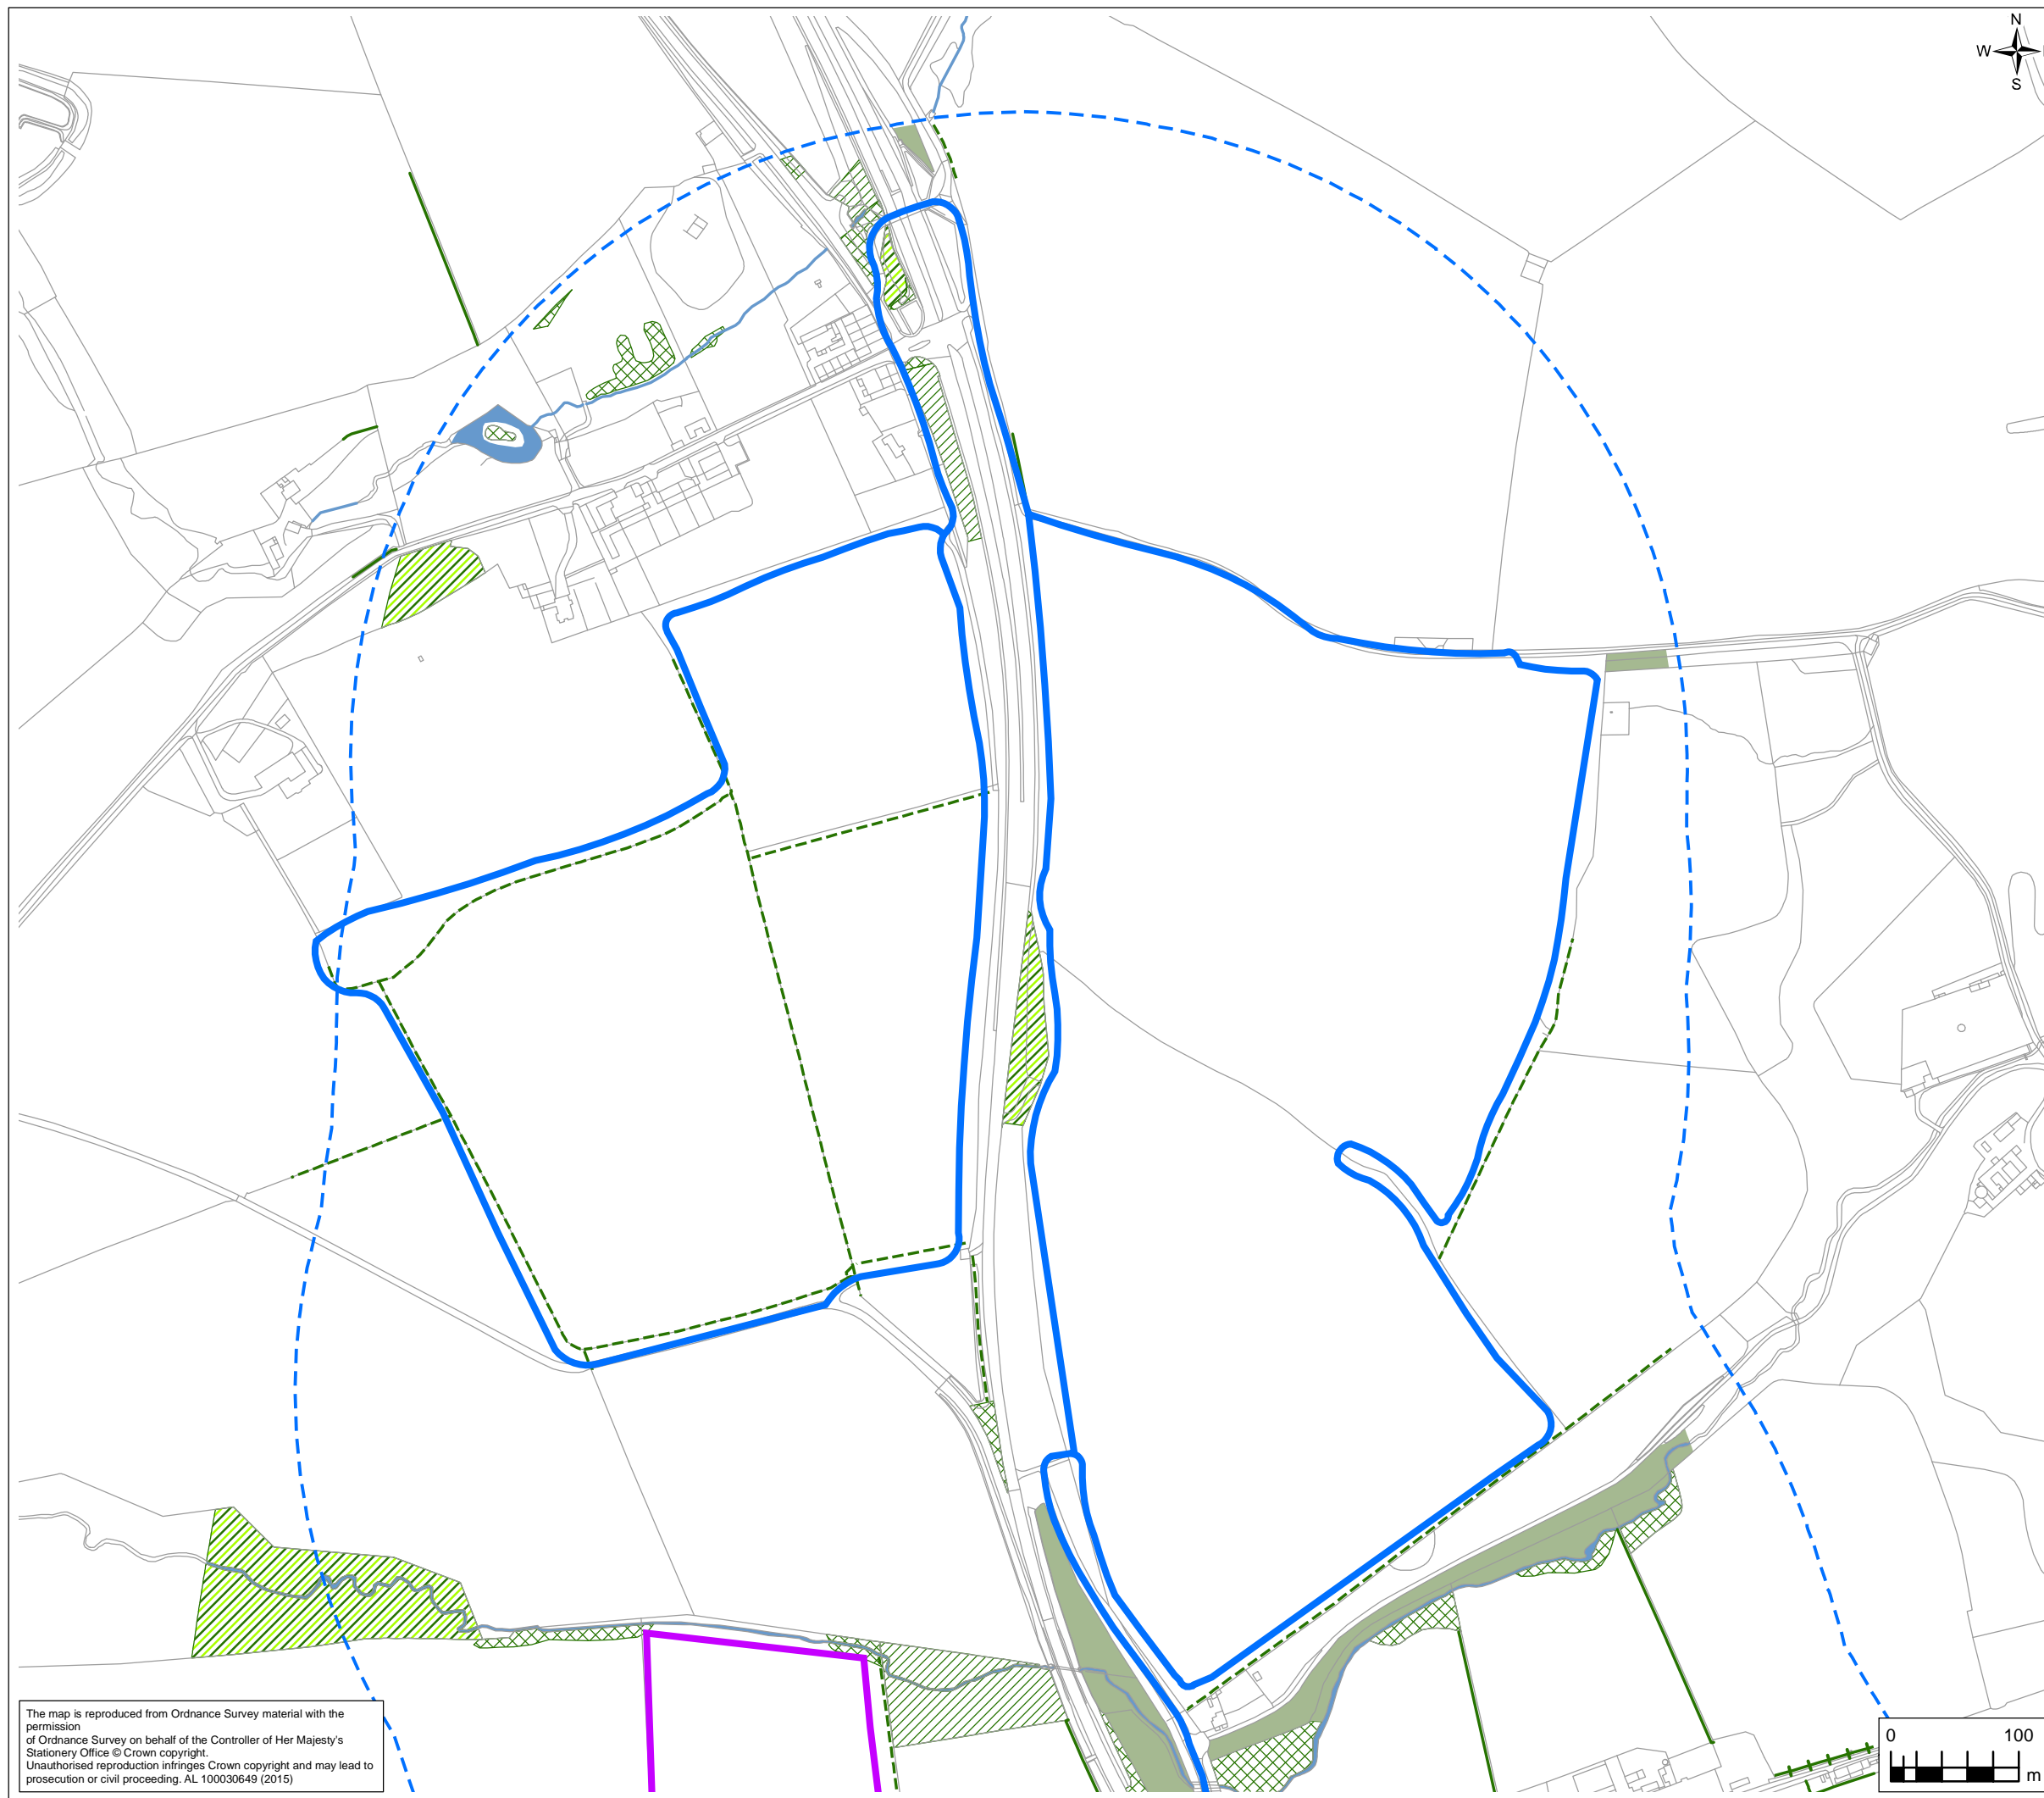 N
W
S
The map is reproduced from Ordnance Survey material with the
permission
of Ordnance Survey on behalf of the Controller of Her Majesty's
Stationery Office © Crown copyright.
Unauthorised reproduction infringes Crown copyright and may lead to
prosecution or civil proceeding. AL 100030649 (2015)
0 100
m